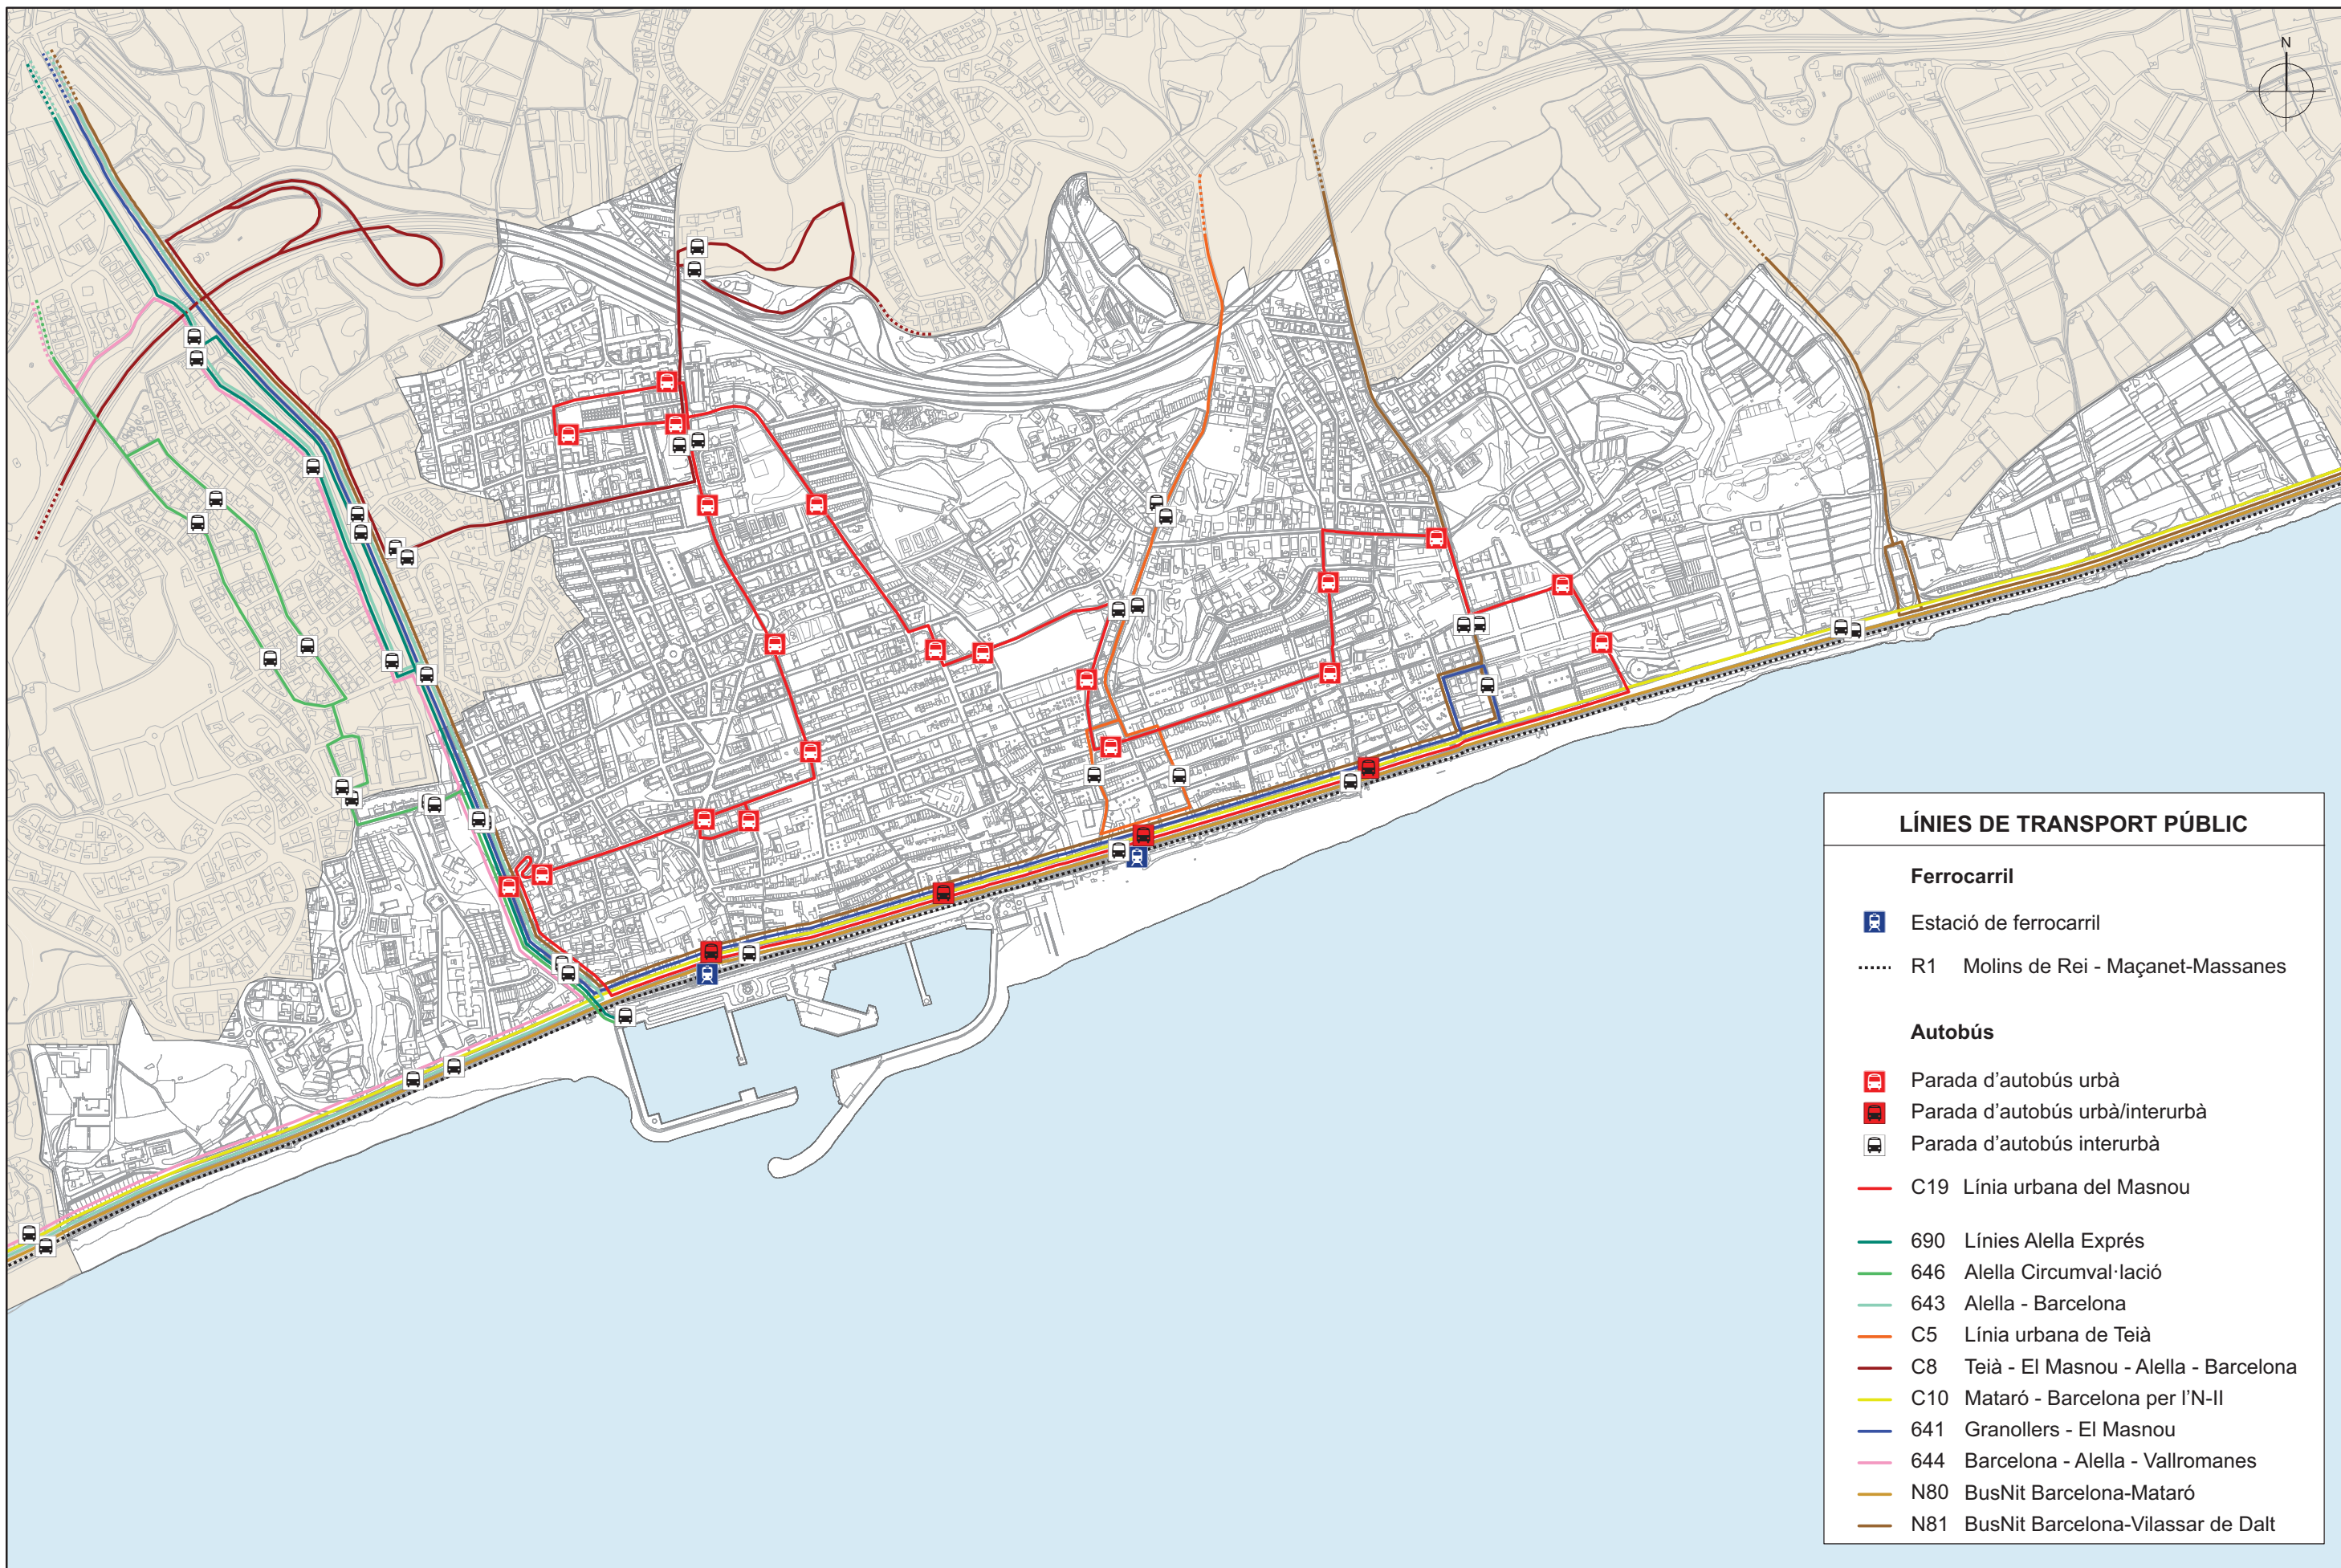 N
LÍNIES DE TRANSPORT PÚBLIC
Ferrocarril
Estació de ferrocarril
R1 Molins de Rei - Maçanet-Massanes
Autobús
Parada d’autobús urbà
Parada d’autobús urbà/interurbà
Parada d’autobús interurbà
C19 Línia urbana del Masnou
690 Línies Alella Exprés
646 Alella Circumval·lació
643 Alella - Barcelona
C5 Línia urbana de Teià
C8 Teià - El Masnou - Alella - Barcelona
C10 Mataró - Barcelona per l’N-II
641 Granollers - El Masnou
644 Barcelona - Alella - Vallromanes
N80 BusNit Barcelona-Mataró
N81 BusNit Barcelona-Vilassar de Dalt